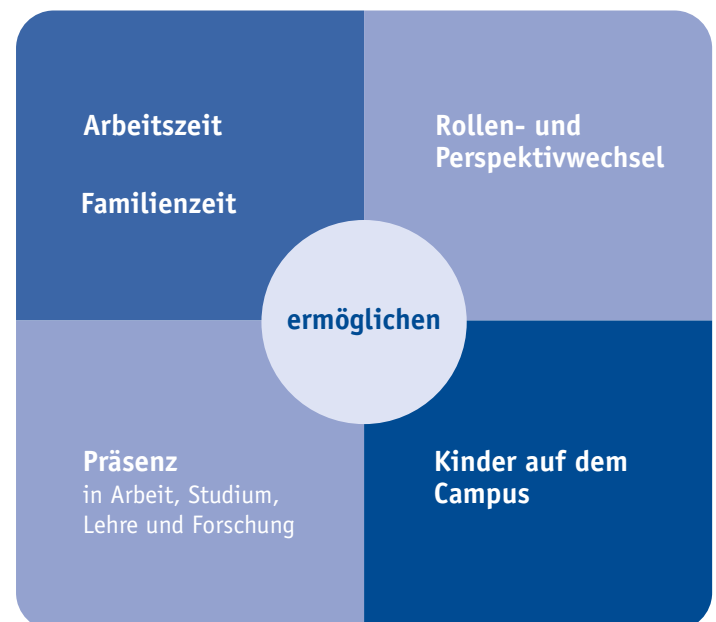 Arbeitszeit
Familienzeit
Rollen- und
Perspektivwechsel
ermöglichen
Präsenz
in Arbeit, Studium,
Lehre und Forschung
Kinder auf dem
Campus